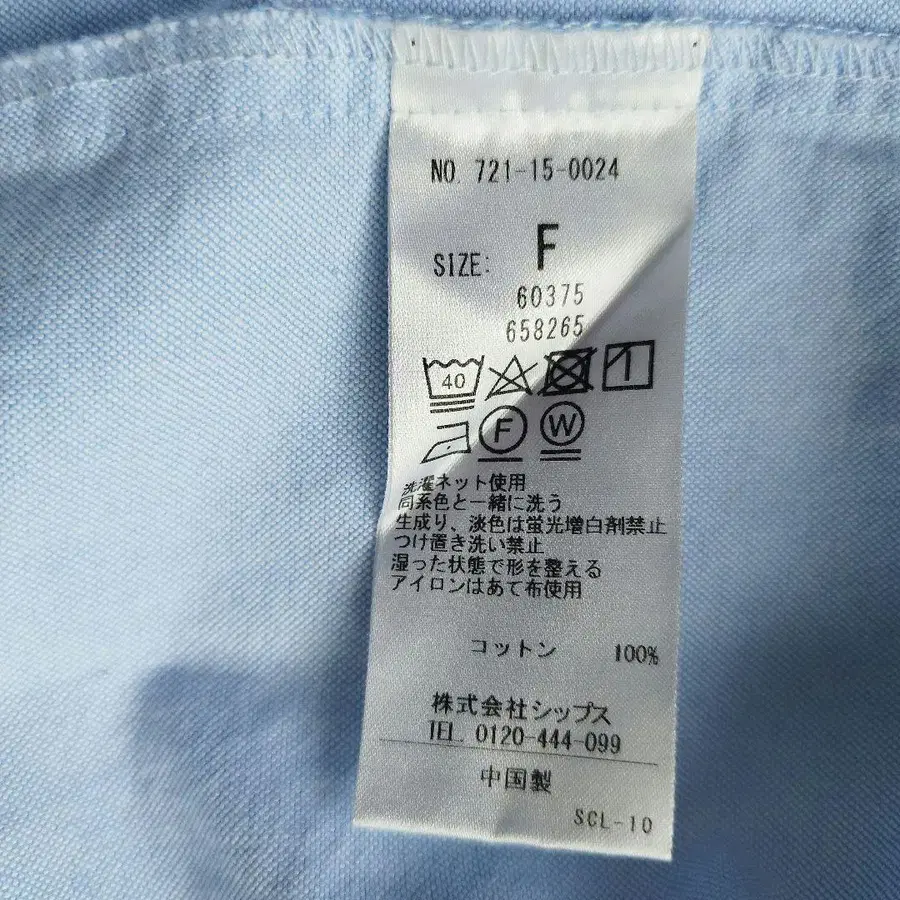 NO. 721-15-0024
SIZE: F
60375
658265
40
F W
洗濯ネット使用
同系色と一緒に洗う
生成り、淡色は蛍光増白剤禁止
つけ置き洗い禁止
湿った状態で形を整える
アイロンはあて布使用
コットン 100%
株式会社シップス
TEL. 0120-444-099
中国製
SCL-10